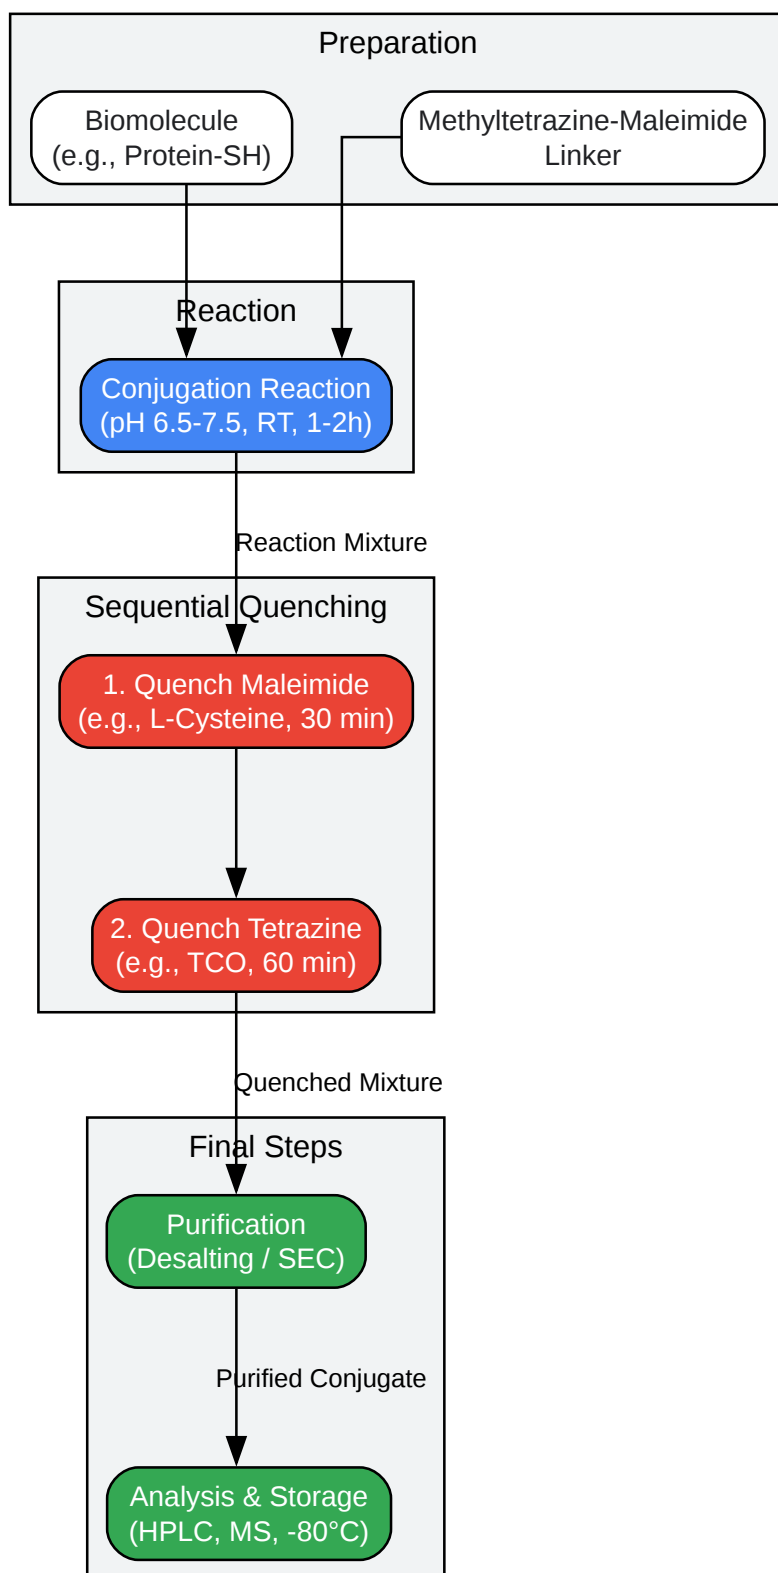 Preparation
Biomolecule
(e.g., Protein-SH)
Methyltetrazine-Maleimide
Linker
Reaction
Conjugation Reaction
(pH 6.5-7.5, RT, 1-2h)
Reaction Mixture
Sequential Quenching
1. Quench Maleimide
(e.g., L-Cysteine, 30 min)
2. Quench Tetrazine
(e.g., TCO, 60 min)
Quenched Mixture
Final Steps
Purification
(Desalting / SEC)
Purified Conjugate
Analysis & Storage
(HPLC, MS, -80°C)